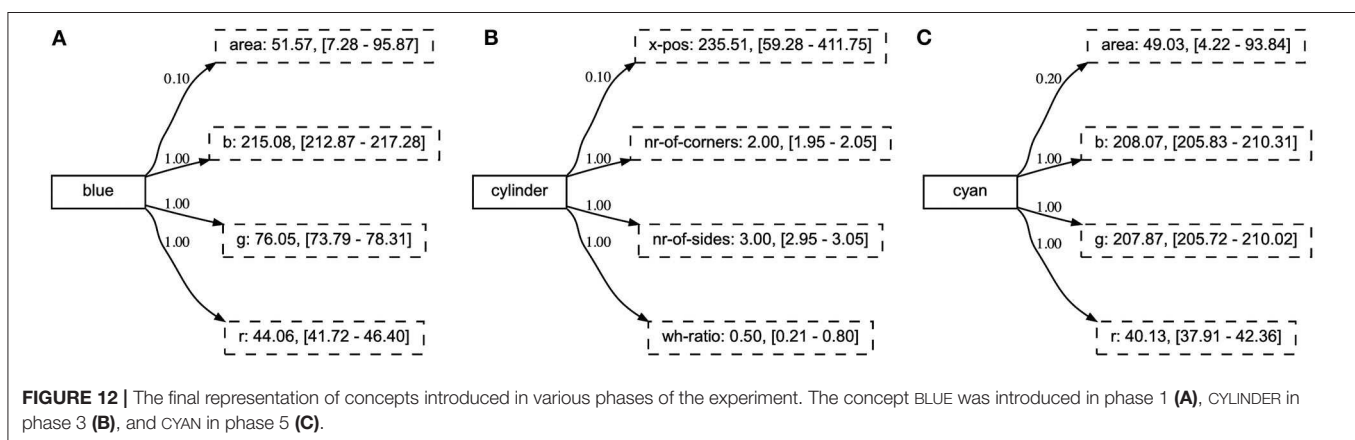 A
blue
0.10
area: 51.57, [7.28 - 95.87]
1.00
b: 215.08, [212.87 - 217.28]
1.00
g: 76.05, [73.79 - 78.31]
1.00
r: 44.06, [41.72 - 46.40]
B
cylinder
0.10
x-pos: 235.51, [59.28 - 411.75]
1.00
nr-of-corners: 2.00, [1.95 - 2.05]
1.00
nr-of-sides: 3.00, [2.95 - 3.05]
1.00
wh-ratio: 0.50, [0.21 - 0.80]
C
cyan
0.20
area: 49.03, [4.22 - 93.84]
1.00
b: 208.07, [205.83 - 210.31]
1.00
g: 207.87, [205.72 - 210.02]
1.00
r: 40.13, [37.91 - 42.36]
FIGURE 12 | The final representation of concepts introduced in various phases of the experiment. The concept BLUE was introduced in phase 1 (A), CYLINDER in
phase 3 (B), and CYAN in phase 5 (C).